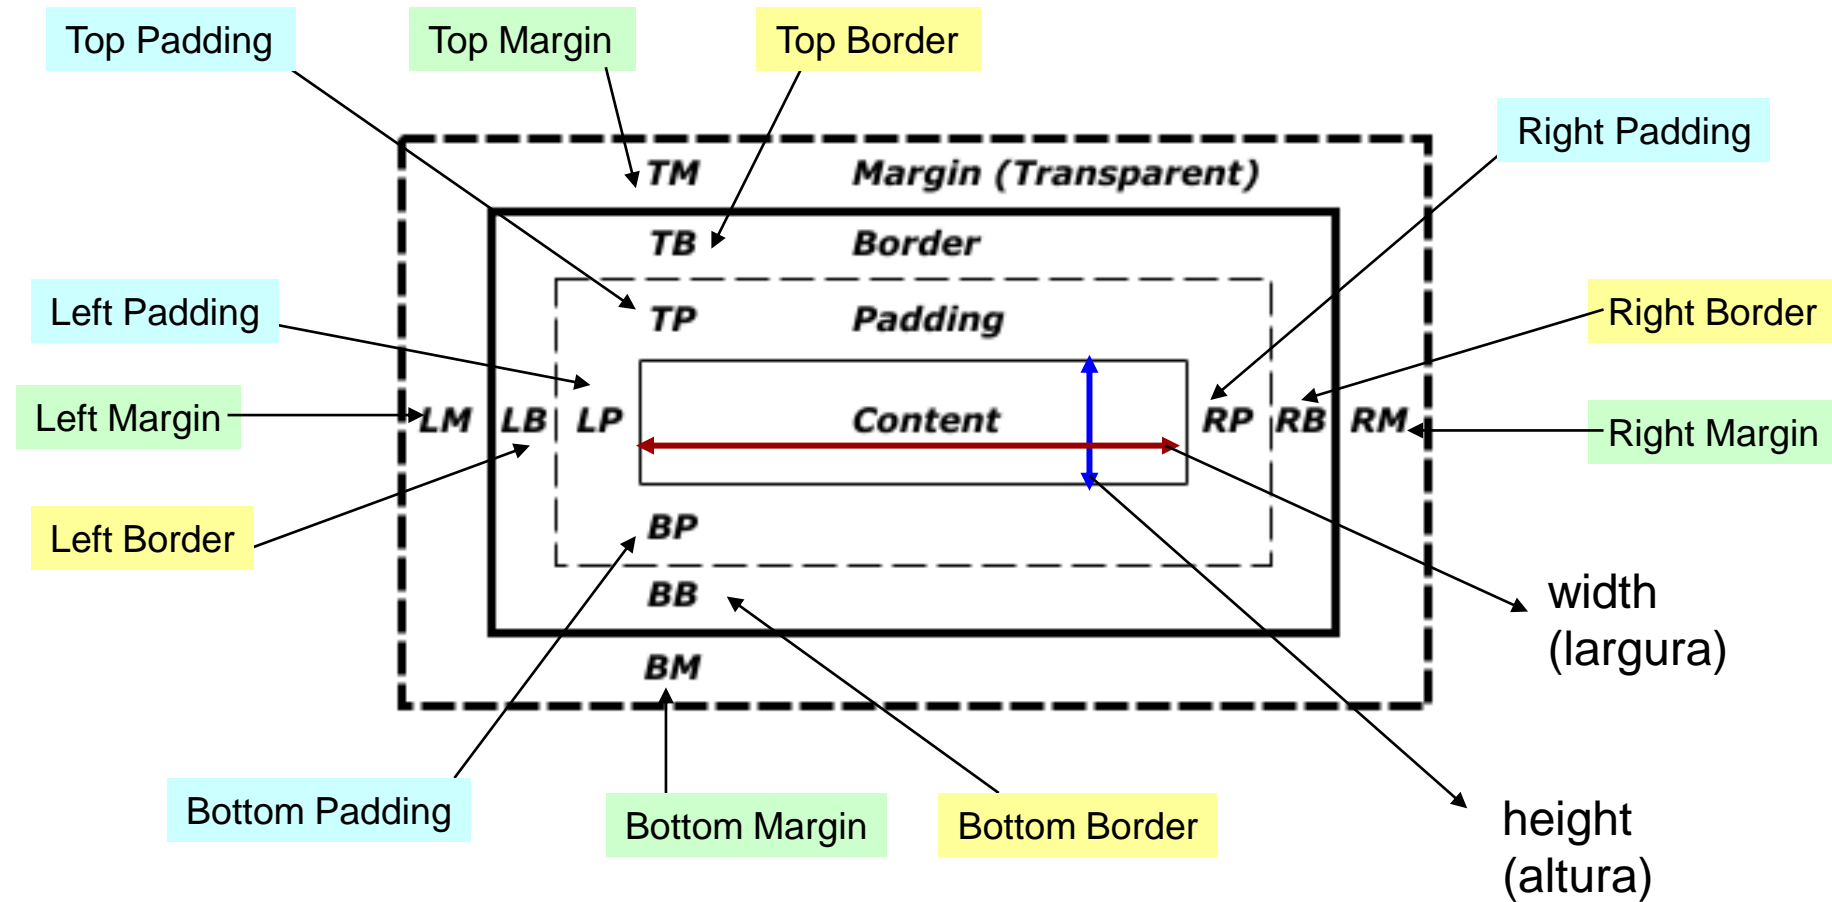 Top Padding
Top Margin
Top Border
Right Padding
TM Margin (Transparent)
TB Border
Left Padding
TP Padding
Right Border
Left Margin
LM LB LP Content RP RB RM
Right Margin
Left Border
BP
BB
width
(largura)
BM
Bottom Padding
Bottom Margin
Bottom Border
height
(altura)